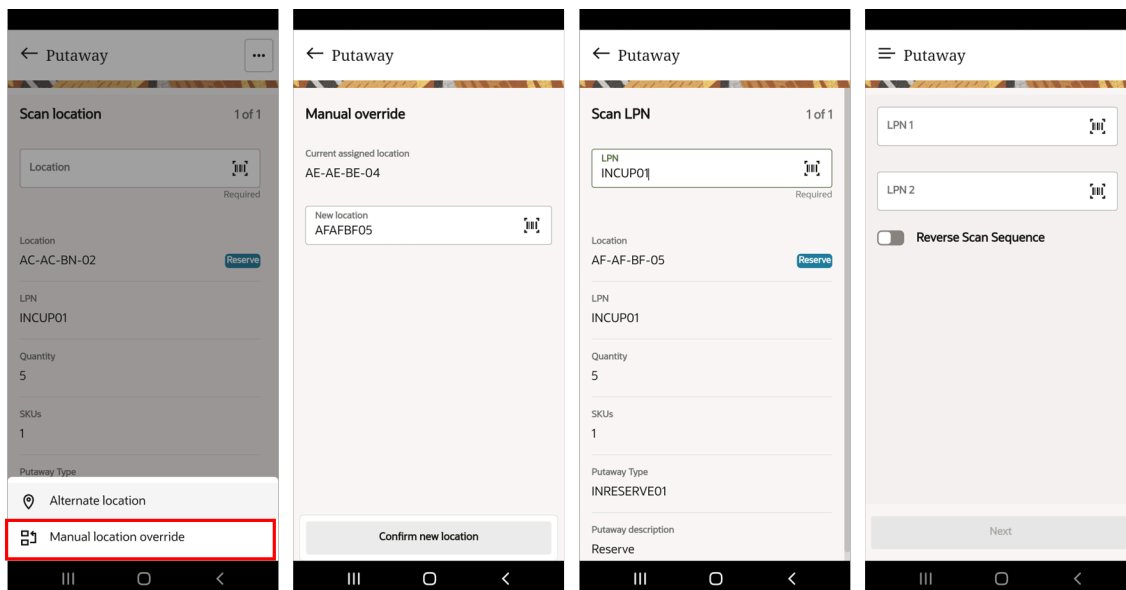 Putaway
Scan location 1 of 1
Location
Required
Location
AC-AC-BN-02 Reserve
LPN
INCUP01
Quantity
5
SKUs
1
Putaway Type
Alternate location
Manual location override
Putaway
Manual override
Current assigned location
AE-AE-BE-04
New location
AFAFBF05
Confirm new location
Putaway
Scan LPN 1 of 1
LPN
INCUP01
Required
Location
AF-AF-BF-05 Reserve
LPN
INCUP01
Quantity
5
SKUs
1
Putaway Type
INRESERVE01
Putaway description
Reserve
Putaway
LPN 1
LPN 2
Reverse Scan Sequence
Next